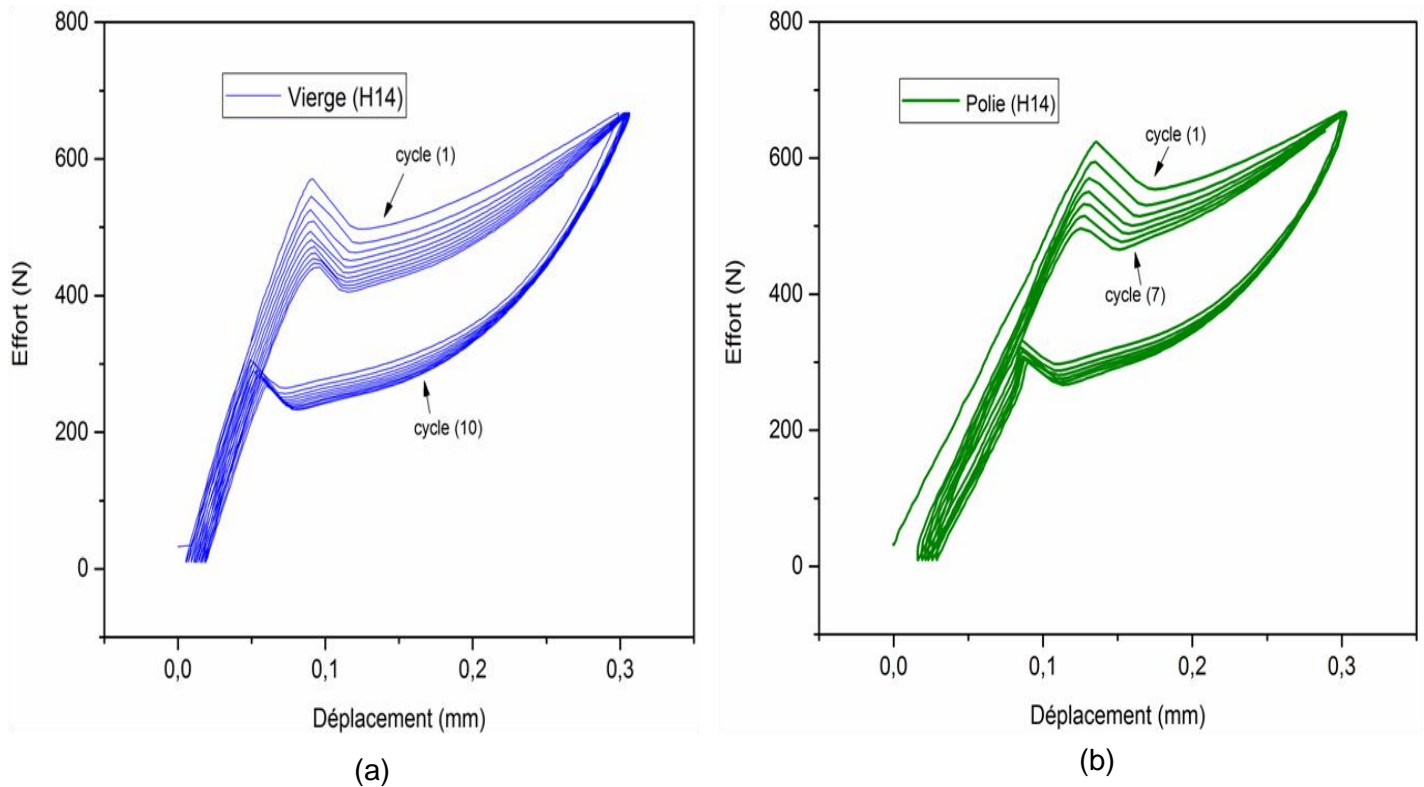 800
600
400
200
0
Effort (N)
Vierge (H14)
cycle (1)
cycle (10)
0,0 0,1 0,2 0,3
Déplacement (mm)
(a)
800
600
400
200
0
Effort (N)
Polie (H14)
cycle (1)
cycle (7)
0,0 0,1 0,2 0,3
Déplacement (mm)
(b)